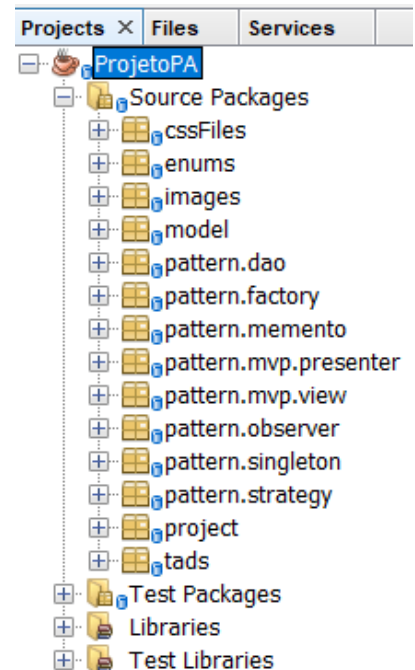 Projects × Files Services
ProjetoPA
Source Packages
cssFiles
enums
images
model
pattern.dao
pattern.factory
pattern.memento
pattern.mvp.presenter
pattern.mvp.view
pattern.observer
pattern.singleton
pattern.strategy
project
tads
Test Packages
Libraries
Test Libraries